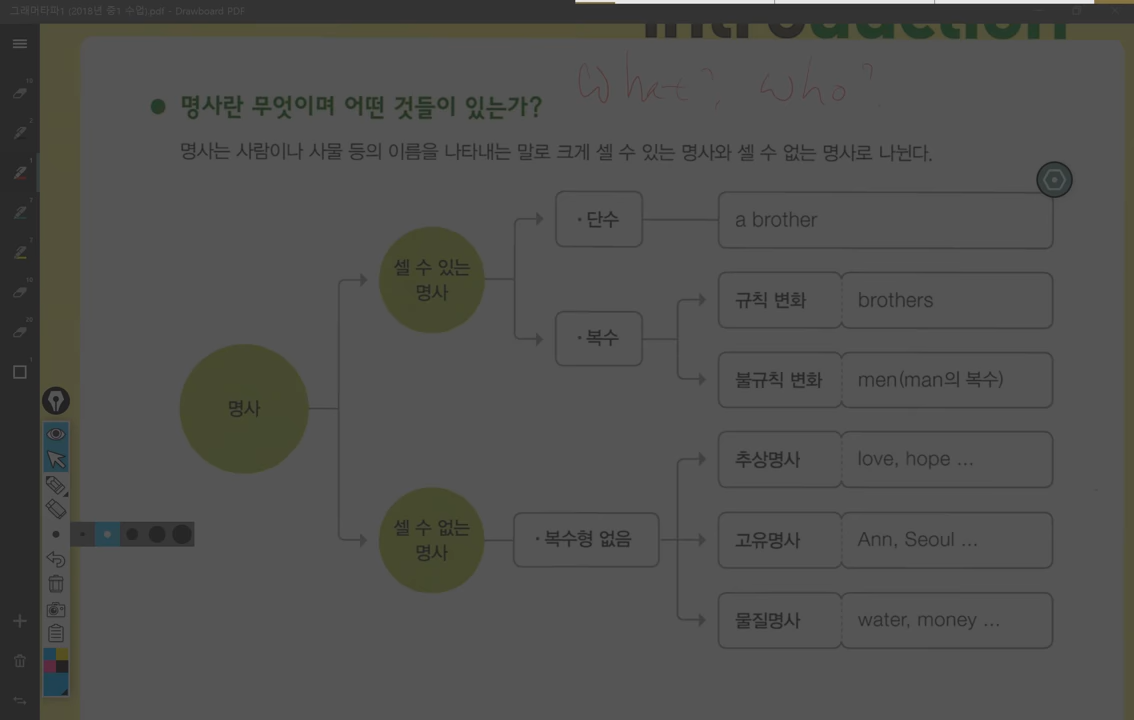 그래머타파1 (2018년 중1 수업).pdf - Drawboard PDF
Introduction
What? who?
명사란 무엇이며 어떤 것들이 있는가?
명사는 사람이나 사물 등의 이름을 나타내는 말로 크게 셀 수 있는 명사와 셀 수 없는 명사로 나뉜다.
명사
셀 수 있는
명사
· 단수
a brother
· 복수
규칙 변화
brothers
불규칙 변화
men(man의 복수)
셀 수 없는
명사
· 복수형 없음
추상명사
love, hope ...
고유명사
Ann, Seoul ...
물질명사
water, money ...